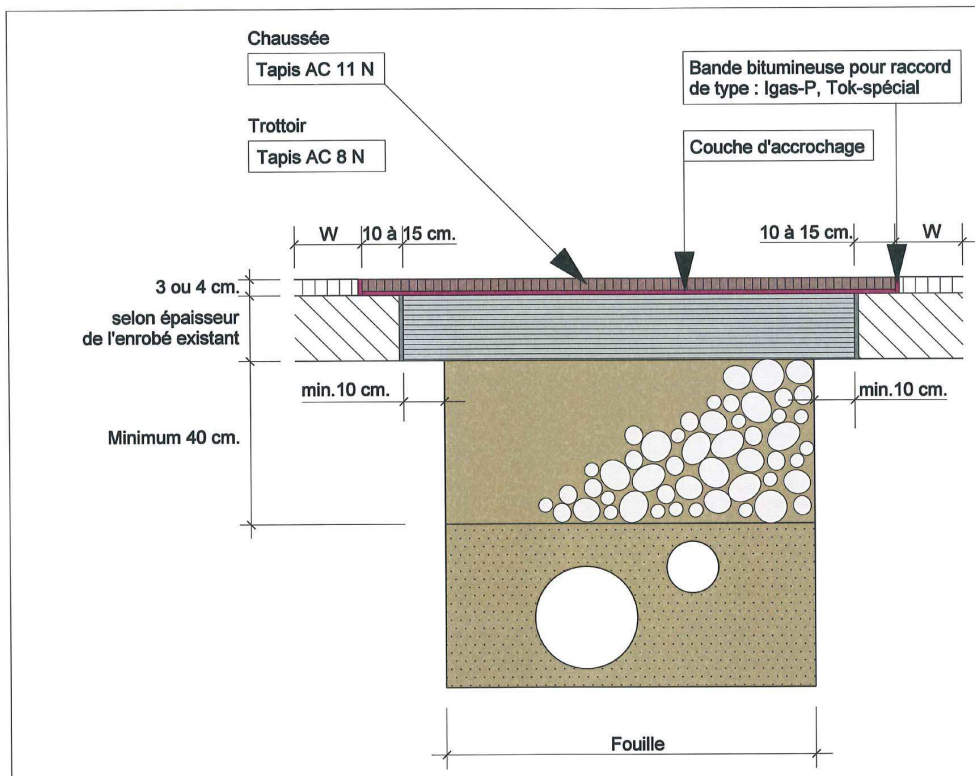 Chaussée
Tapis AC 11 N
Trottoir
Tapis AC 8 N
Bande bitumineuse pour raccord
de type : Igas-P, Tok-spécial
Couche d'accrochage
W
10 à 15 cm.
10 à 15 cm.
W
3 ou 4 cm.
selon épaisseur
de l'enrobé existant
min.10 cm.
min.10 cm.
Minimum 40 cm.
Fouille